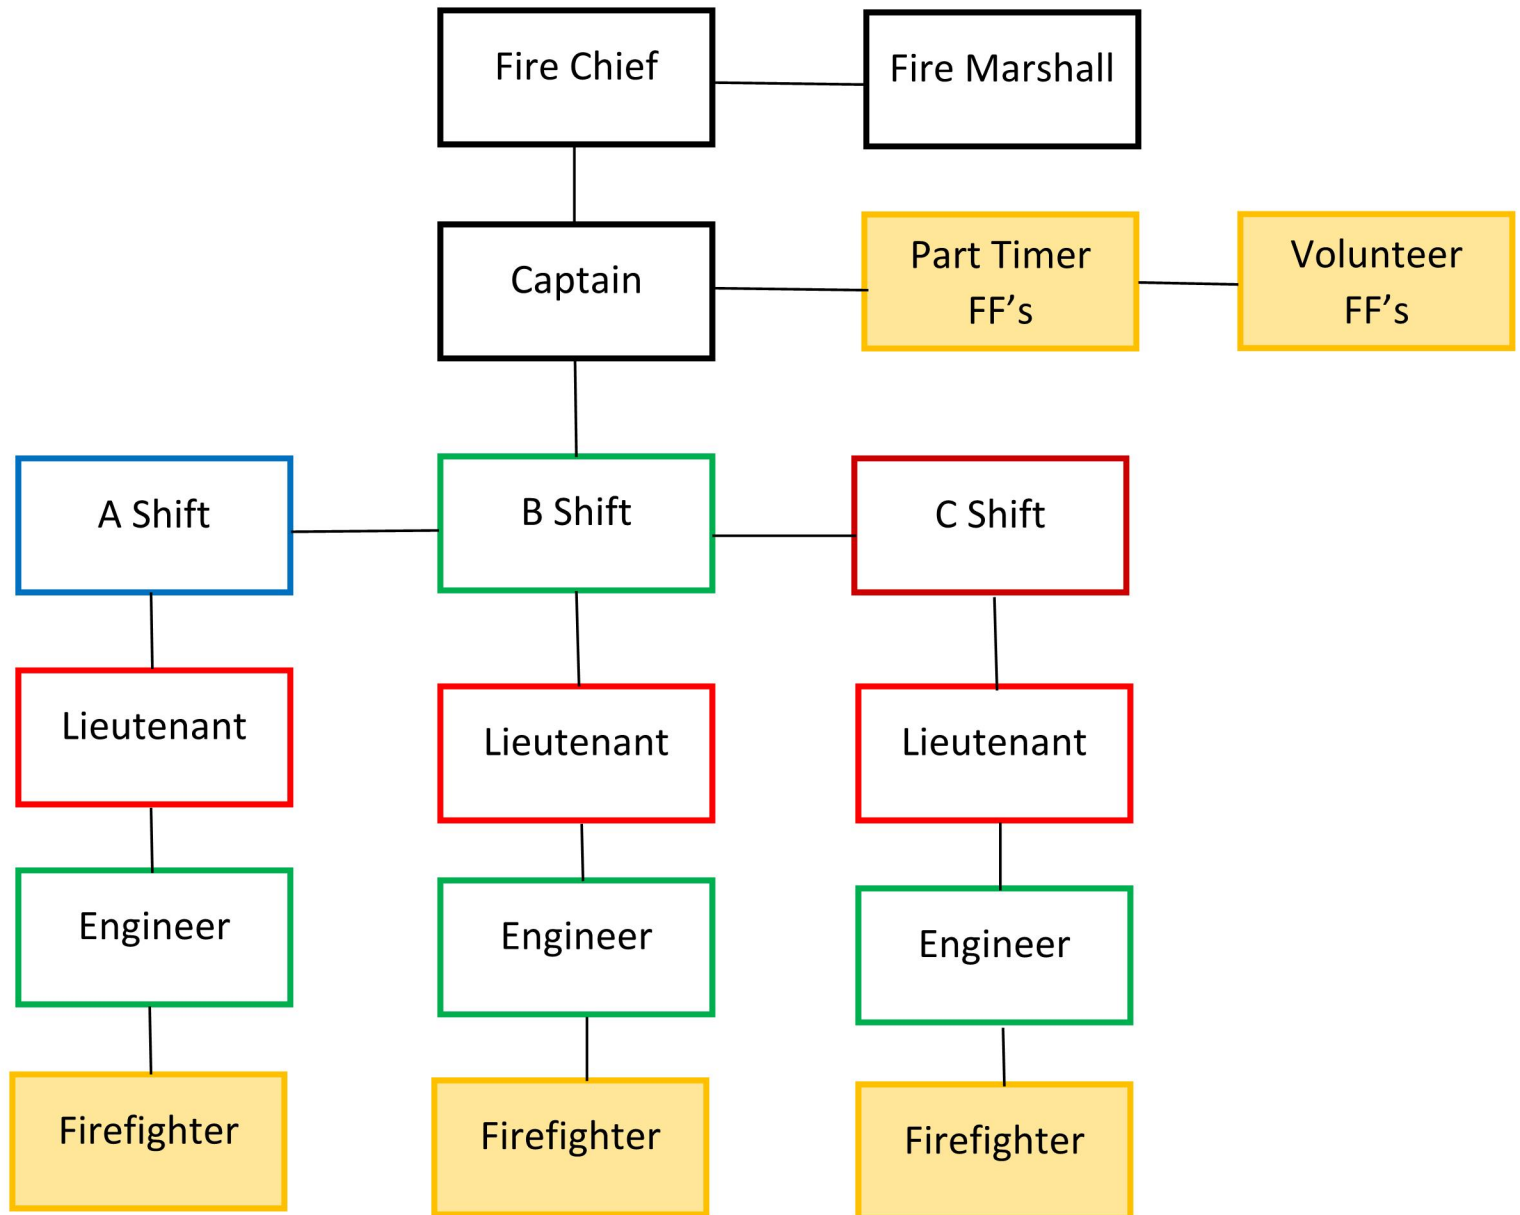 Fire Chief
Fire Marshall
Captain
Part Timer
FF’s
Volunteer
FF’s
A Shift
B Shift
C Shift
Lieutenant
Lieutenant
Lieutenant
Engineer
Engineer
Engineer
Firefighter
Firefighter
Firefighter